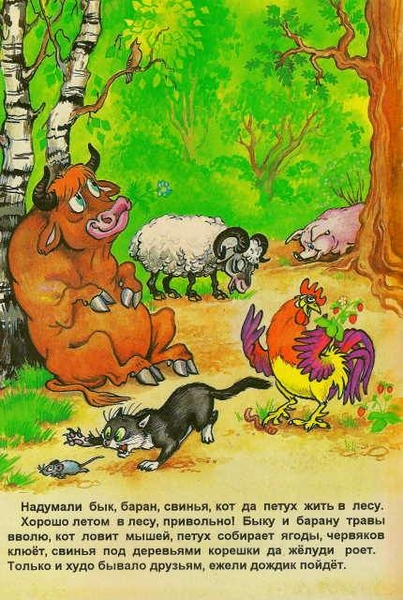 Надумали бык, баран, свинья, кот да петух жить в лесу.
Хорошо летом в лесу, привольно! Быку и барану травы
вволю, кот ловит мышей, петух собирает ягоды, червяков
клюёт, свинья под деревьями корешки да жёлуди роет.
Только и худо бывало друзьям, ежели дождик пойдёт.